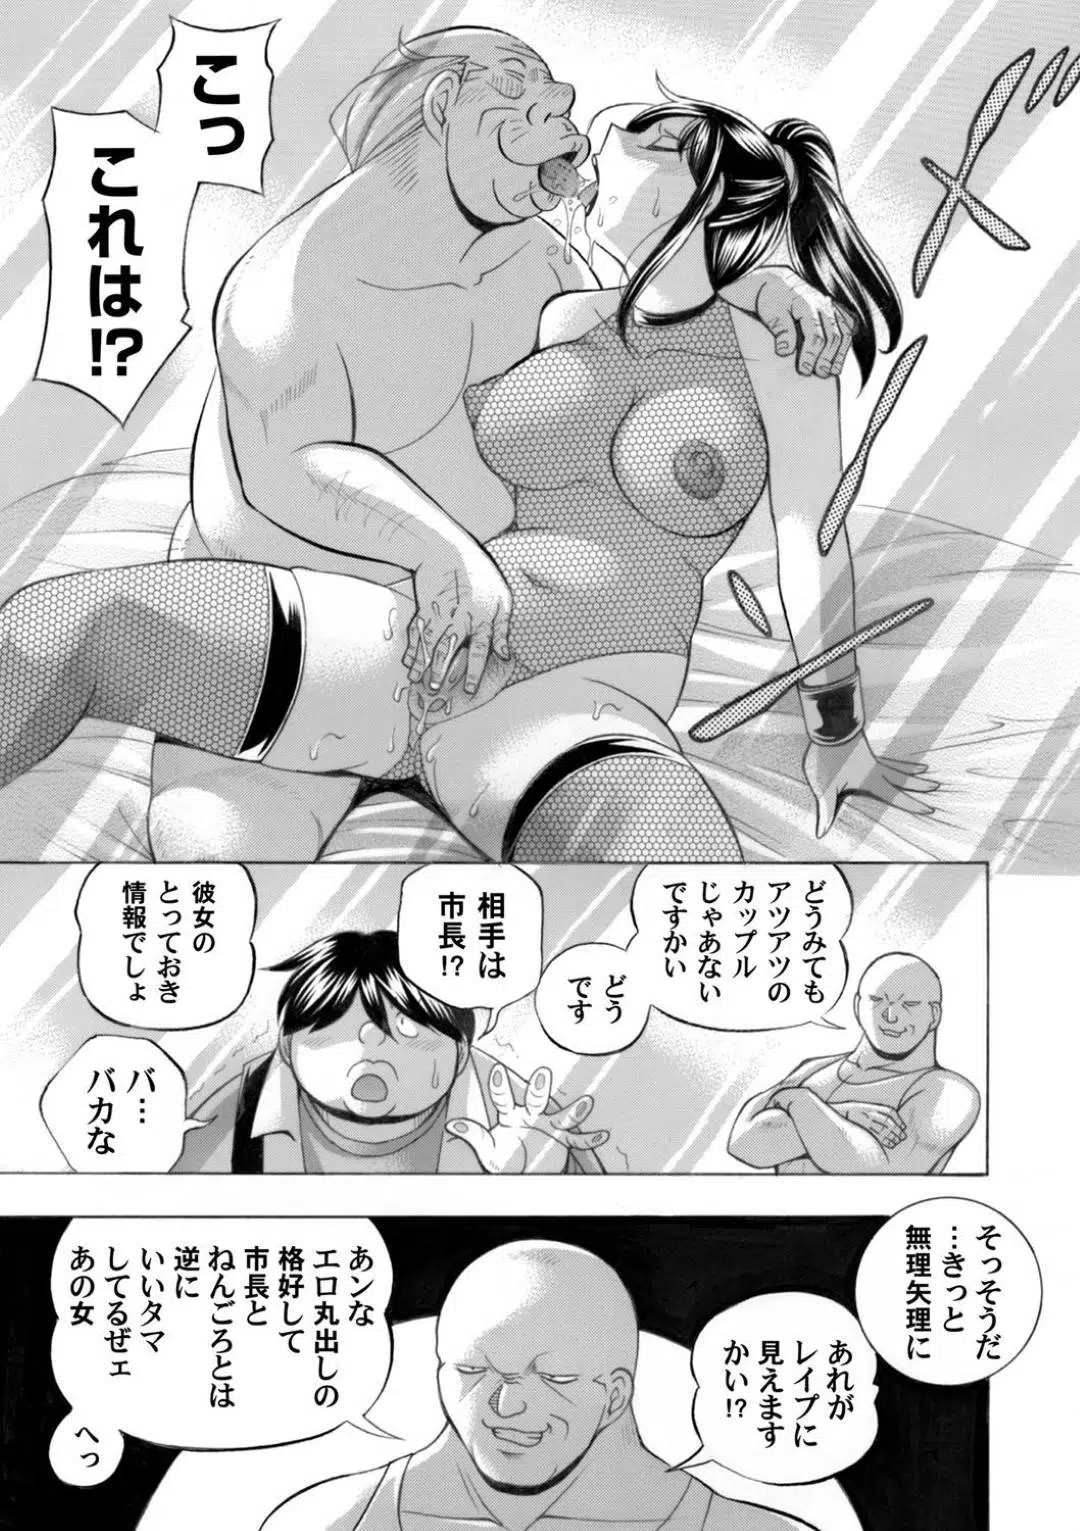 こっ
これは!?
ギッ
どうみても
アツアツの
カップル
じゃあない
ですかい
どう
です
相手は
市長!?
彼女の
とっておき
情報でしょ
バ…
バカな
そっそうだ
…きっと
無理矢理に
あれが
レイプに
見えます
かい!?
あンな
エロ丸出しの
格好して
市長と
ねんごろとは
逆に
いいタマ
してるぜェ
あの女
へっ